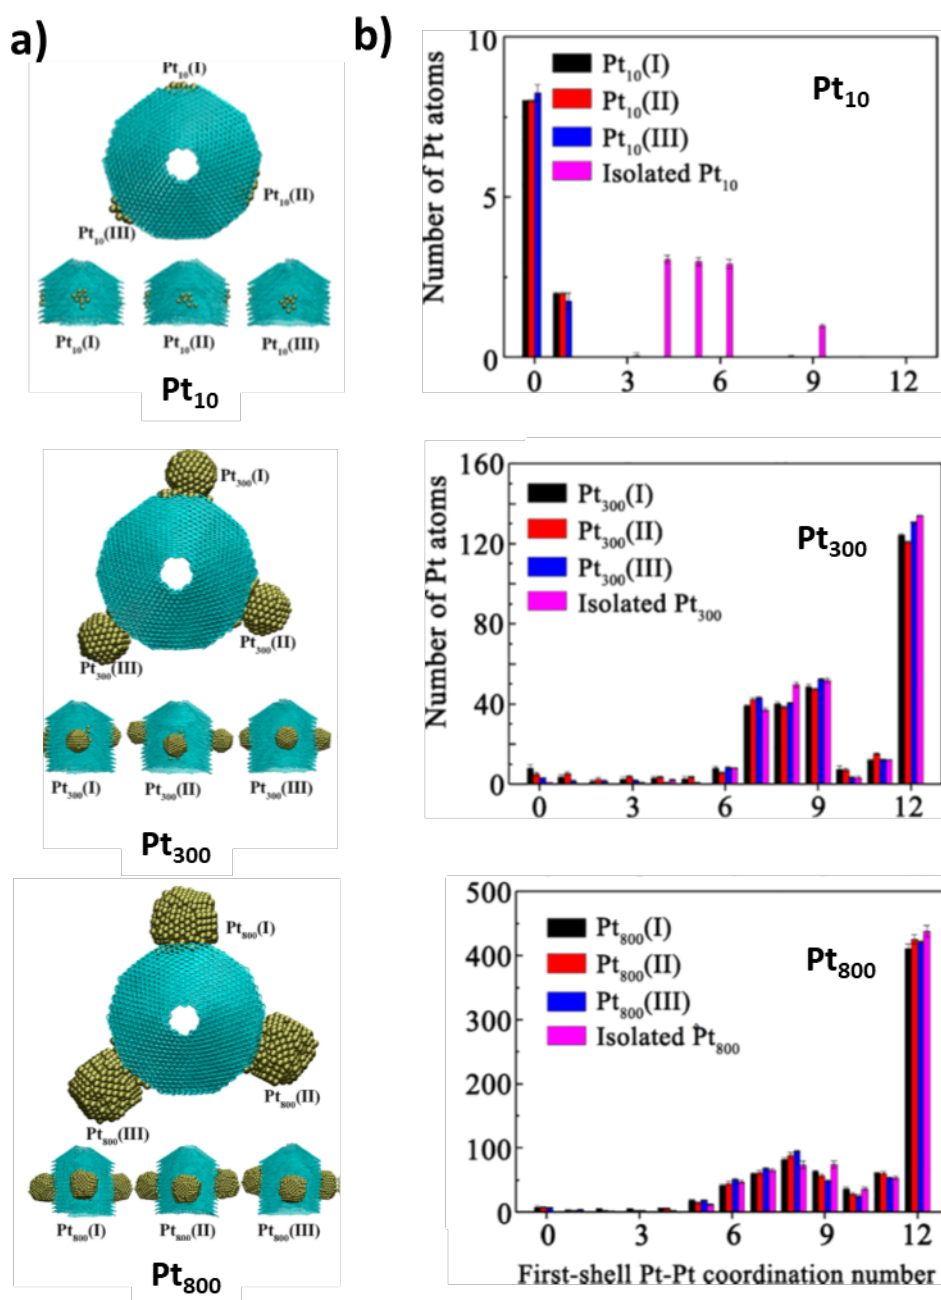 a)
Pt10(I)
Pt10(II)
Pt10(III)
Pt10(I) Pt10(II) Pt10(III)
Pt10
Pt300(I)
Pt300(II)
Pt300(III)
Pt300(I) Pt300(II) Pt300(III)
Pt300
Pt800(I)
Pt800(II)
Pt800(III)
Pt800(I) Pt800(II) Pt800(III)
Pt800
b)
Number of Pt atoms
10
5
0
Pt10(I)
Pt10(II)
Pt10(III)
Isolated Pt10
Pt10
0 3 6 9 12
Number of Pt atoms
160
120
80
40
0
Pt300(I)
Pt300(II)
Pt300(III)
Isolated Pt300
Pt300
0 3 6 9 12
500
400
300
200
100
0
Pt800(I)
Pt800(II)
Pt800(III)
Isolated Pt800
Pt800
0 3 6 9 12
First-shell Pt-Pt coordination number